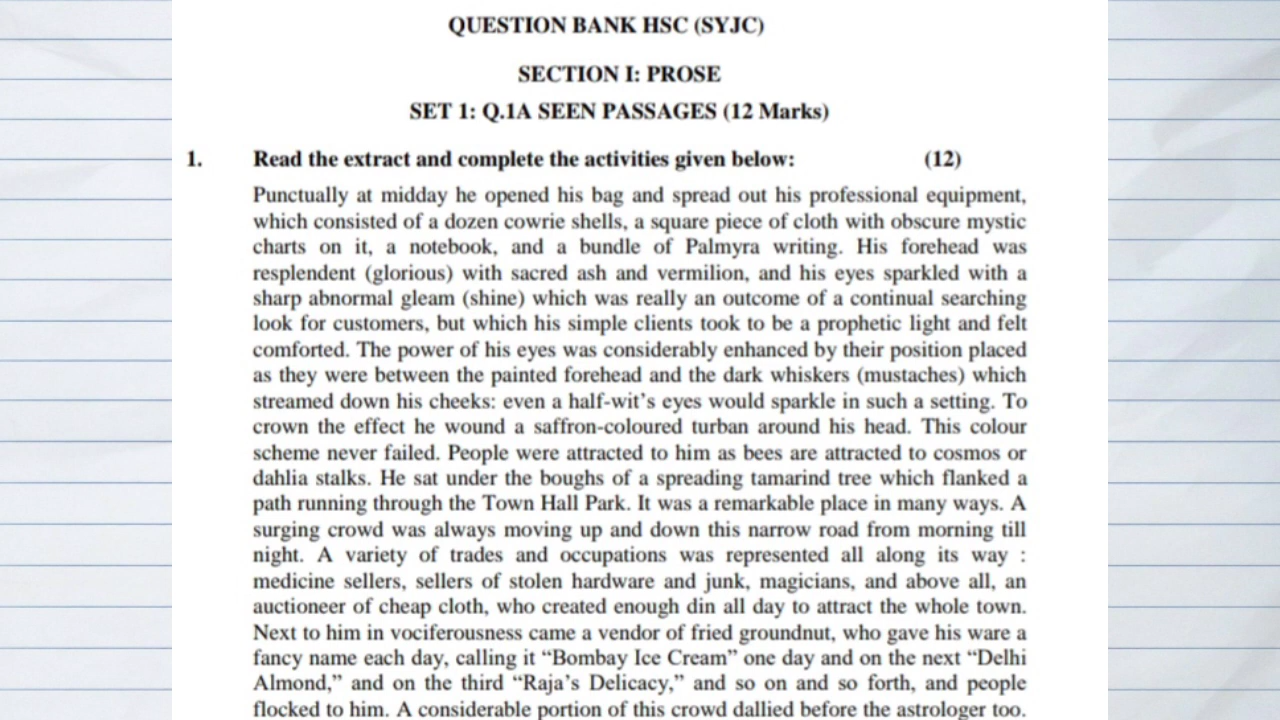 QUESTION BANK HSC (SYJC)
SECTION I: PROSE
SET 1: Q.1A SEEN PASSAGES (12 Marks)
1. Read the extract and complete the activities given below: (12)
Punctually at midday he opened his bag and spread out his professional equipment,
which consisted of a dozen cowrie shells, a square piece of cloth with obscure mystic
charts on it, a notebook, and a bundle of Palmyra writing. His forehead was
resplendent (glorious) with sacred ash and vermilion, and his eyes sparkled with a
sharp abnormal gleam (shine) which was really an outcome of a continual searching
look for customers, but which his simple clients took to be a prophetic light and felt
comforted. The power of his eyes was considerably enhanced by their position placed
as they were between the painted forehead and the dark whiskers (mustaches) which
streamed down his cheeks: even a half-wit's eyes would sparkle in such a setting. To
crown the effect he wound a saffron-coloured turban around his head. This colour
scheme never failed. People were attracted to him as bees are attracted to cosmos or
dahlia stalks. He sat under the boughs of a spreading tamarind tree which flanked a
path running through the Town Hall Park. It was a remarkable place in many ways. A
surging crowd was always moving up and down this narrow road from morning till
night. A variety of trades and occupations was represented all along its way :
medicine sellers, sellers of stolen hardware and junk, magicians, and above all, an
auctioneer of cheap cloth, who created enough din all day to attract the whole town.
Next to him in vociferousness came a vendor of fried groundnut, who gave his ware a
fancy name each day, calling it “Bombay Ice Cream” one day and on the next “Delhi
Almond,” and on the third “Raja's Delicacy,” and so on and so forth, and people
flocked to him. A considerable portion of this crowd dallied before the astrologer too.